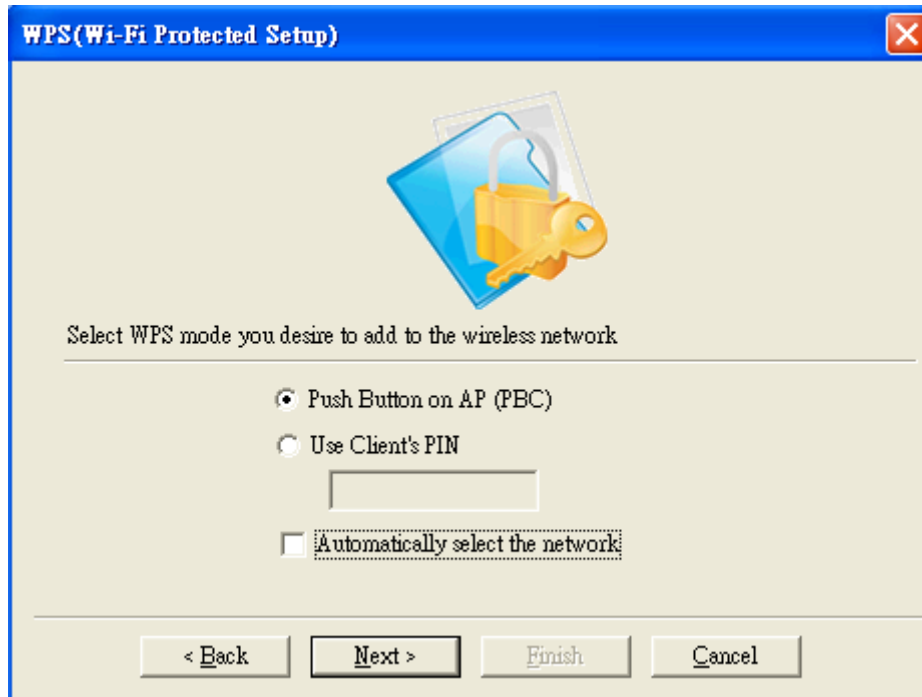 WPS(Wi-Fi Protected Setup)
Select WPS mode you desire to add to the wireless network
Push Button on AP (PBC)
Use Client's PIN
Automatically select the network
< Back Next > Finish Cancel